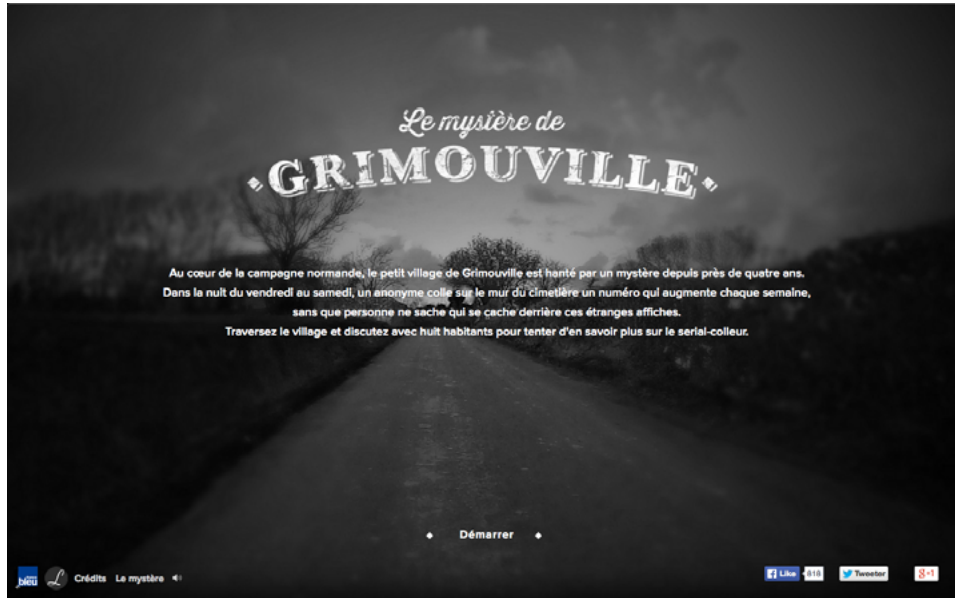 Le mystère de
GRIMOUVILLE
Au cœur de la campagne normande, le petit village de Grimouville est hanté par un mystère depuis près de quatre ans.
Dans la nuit du vendredi au samedi, un anonyme colle sur le mur du cimetière un numéro qui augmente chaque semaine,
sans que personne ne sache qui se cache derrière ces étranges affiches.
Traversez le village et discutez avec huit habitants pour tenter d'en savoir plus sur le serial-colleur.
Démarrer
bleu L Crédits Le mystère Like 818 Tweeter g+1